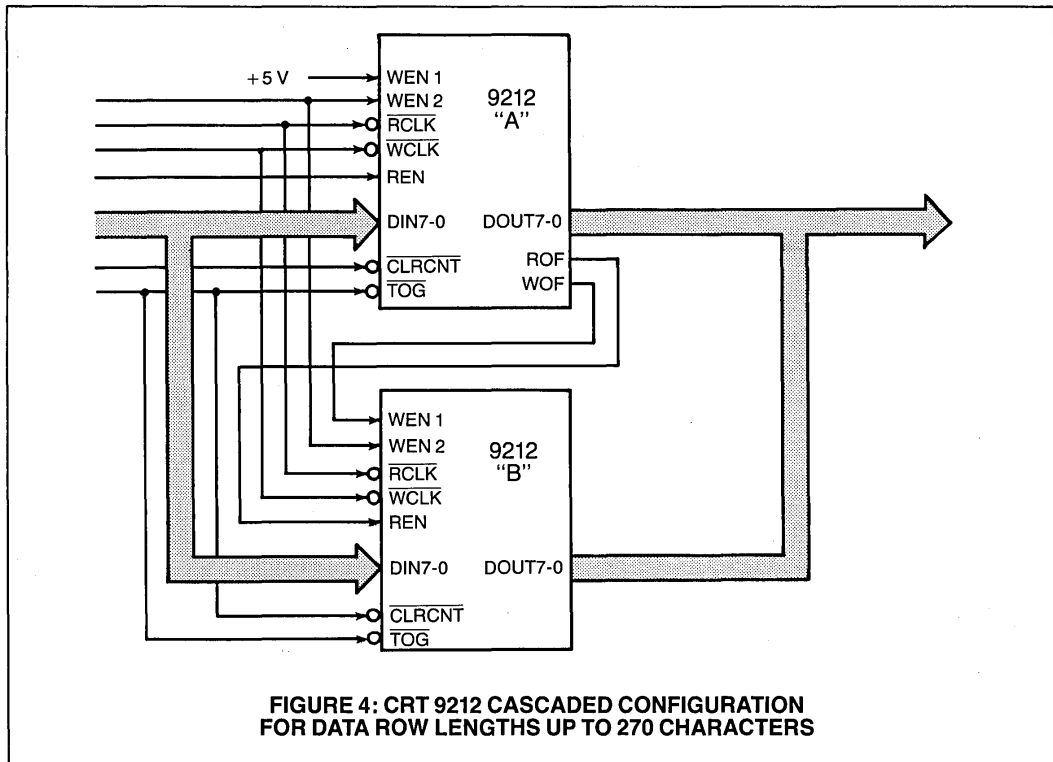 +5 V
WEN 1
WEN 2
RCLK
WCLK
REN
DIN7-0
CLRCNT
TOG
9212
"A"
DOUT7-0
ROF
WOF
WEN 1
WEN 2
RCLK
WCLK
REN
DIN7-0
CLRCNT
TOG
9212
"B"
DOUT7-0
FIGURE 4: CRT 9212 CASCADED CONFIGURATION
FOR DATA ROW LENGTHS UP TO 270 CHARACTERS